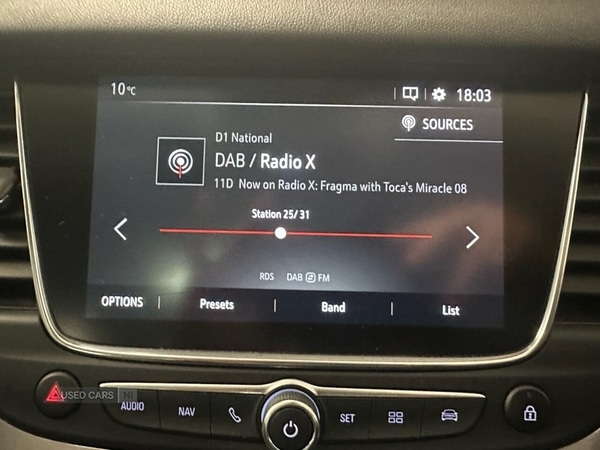 10 °C
18:03
SOURCES
D1 National
DAB / Radio X
11D Now on Radio X: Fragma with Toca's Miracle 08
Station 25/31
RDS DAB FM
OPTIONS Presets Band List
USED CARS NI
AUDIO NAV SET